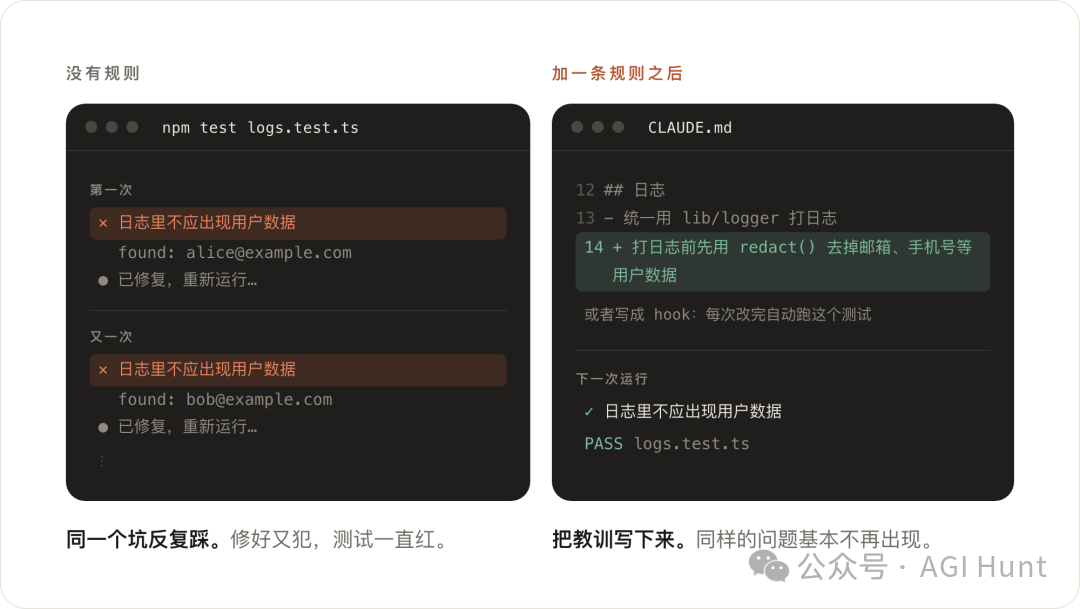 没有规则
npm test logs.test.ts
第一次
× 日志里不应出现用户数据
found: alice@example.com
● 已修复，重新运行…
又一次
× 日志里不应出现用户数据
found: bob@example.com
● 已修复，重新运行…
⋮
同一个坑反复踩。修好又犯，测试一直红。
加一条规则之后
CLAUDE.md
12 ## 日志
13 - 统一用 lib/logger 打日志
14 + 打日志前先用 redact() 去掉邮箱、手机号等
用户数据
或者写成 hook：每次改完自动跑这个测试
下一次运行
✓ 日志里不应出现用户数据
PASS logs.test.ts
把教训写下来。同样的问题基本不再出现。
公众号 · AGI Hunt